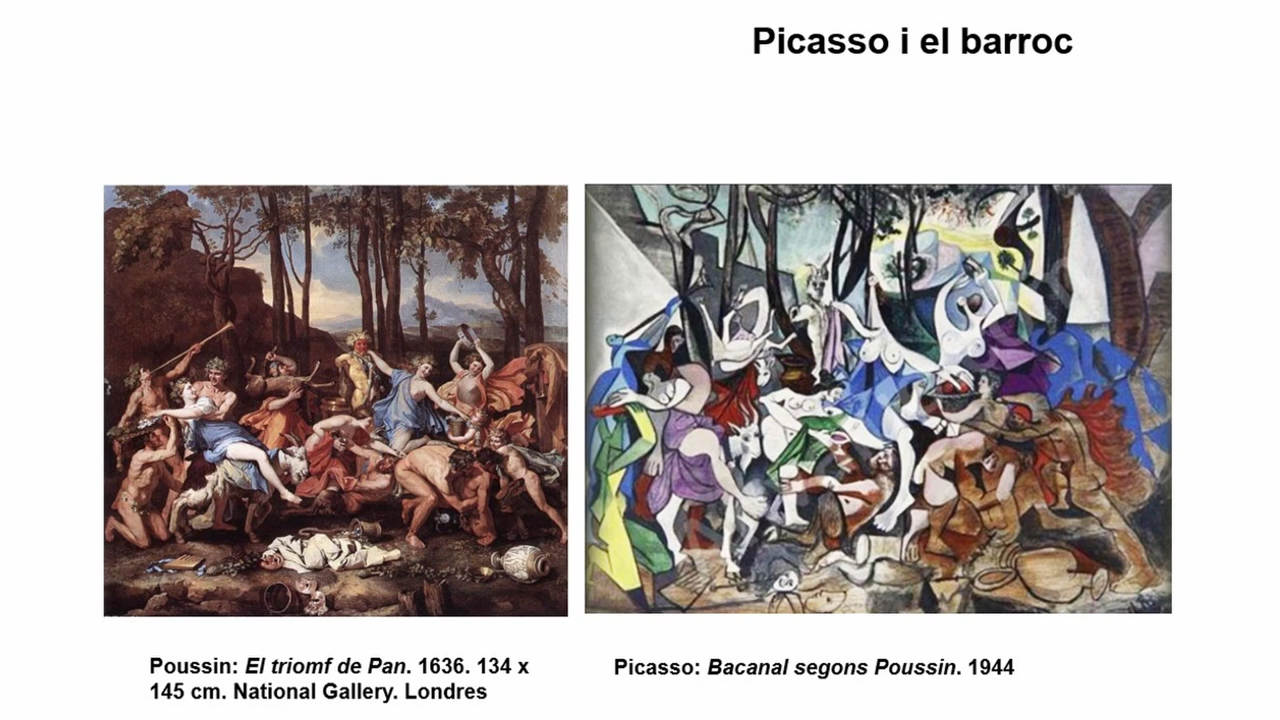 Picasso i el barroc
Poussin: El triomf de Pan. 1636. 134 x
145 cm. National Gallery. Londres
Picasso: Bacanal segons Poussin. 1944